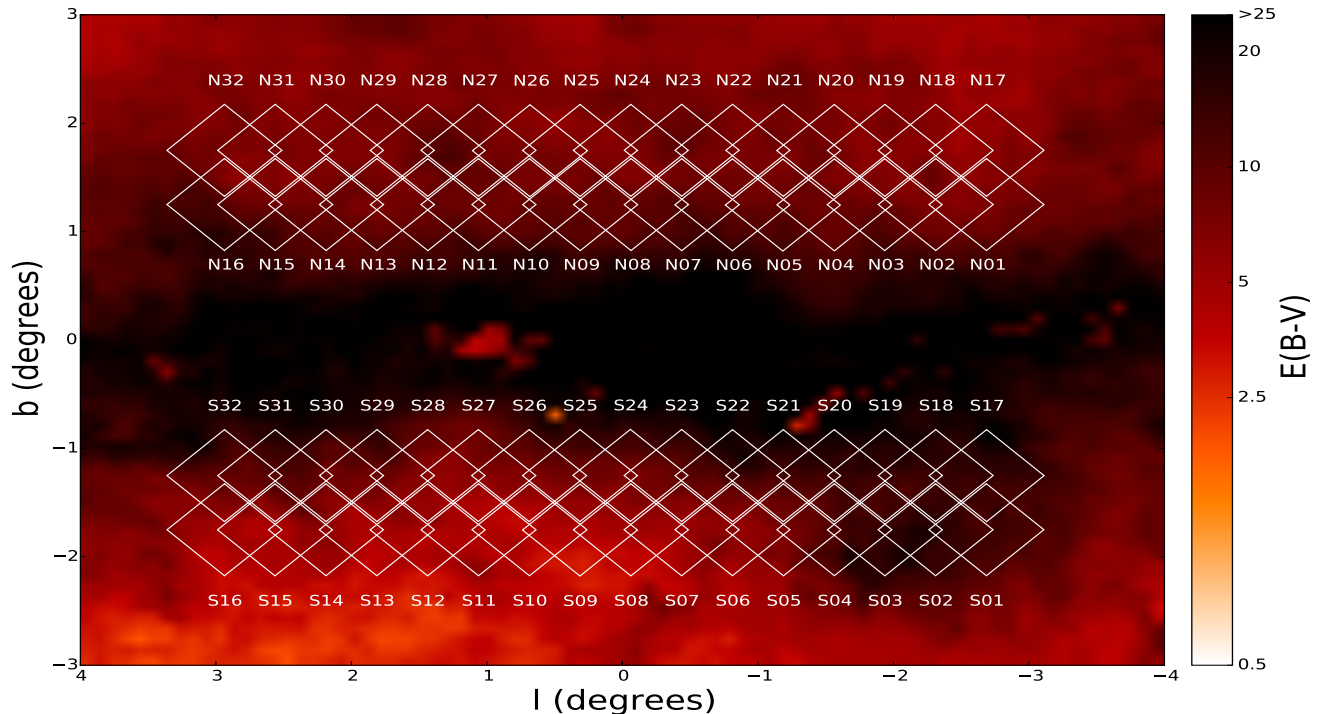 3
>25
20
N32 N31 N30 N29 N28 N27 N26 N25 N24 N23 N22 N21 N20 N19 N18 N17
2
10
1
N16 N15 N14 N13 N12 N11 N10 N09 N08 N07 N06 N05 N04 N03 N02 N01
5
0
b (degrees)
E(B-V)
2.5
S32 S31 S30 S29 S28 S27 S26 S25 S24 S23 S22 S21 S20 S19 S18 S17
−1
−2
S16 S15 S14 S13 S12 S11 S10 S09 S08 S07 S06 S05 S04 S03 S02 S01
−3
0.5
4 3 2 1 0 −1 −2 −3 −4
l (degrees)